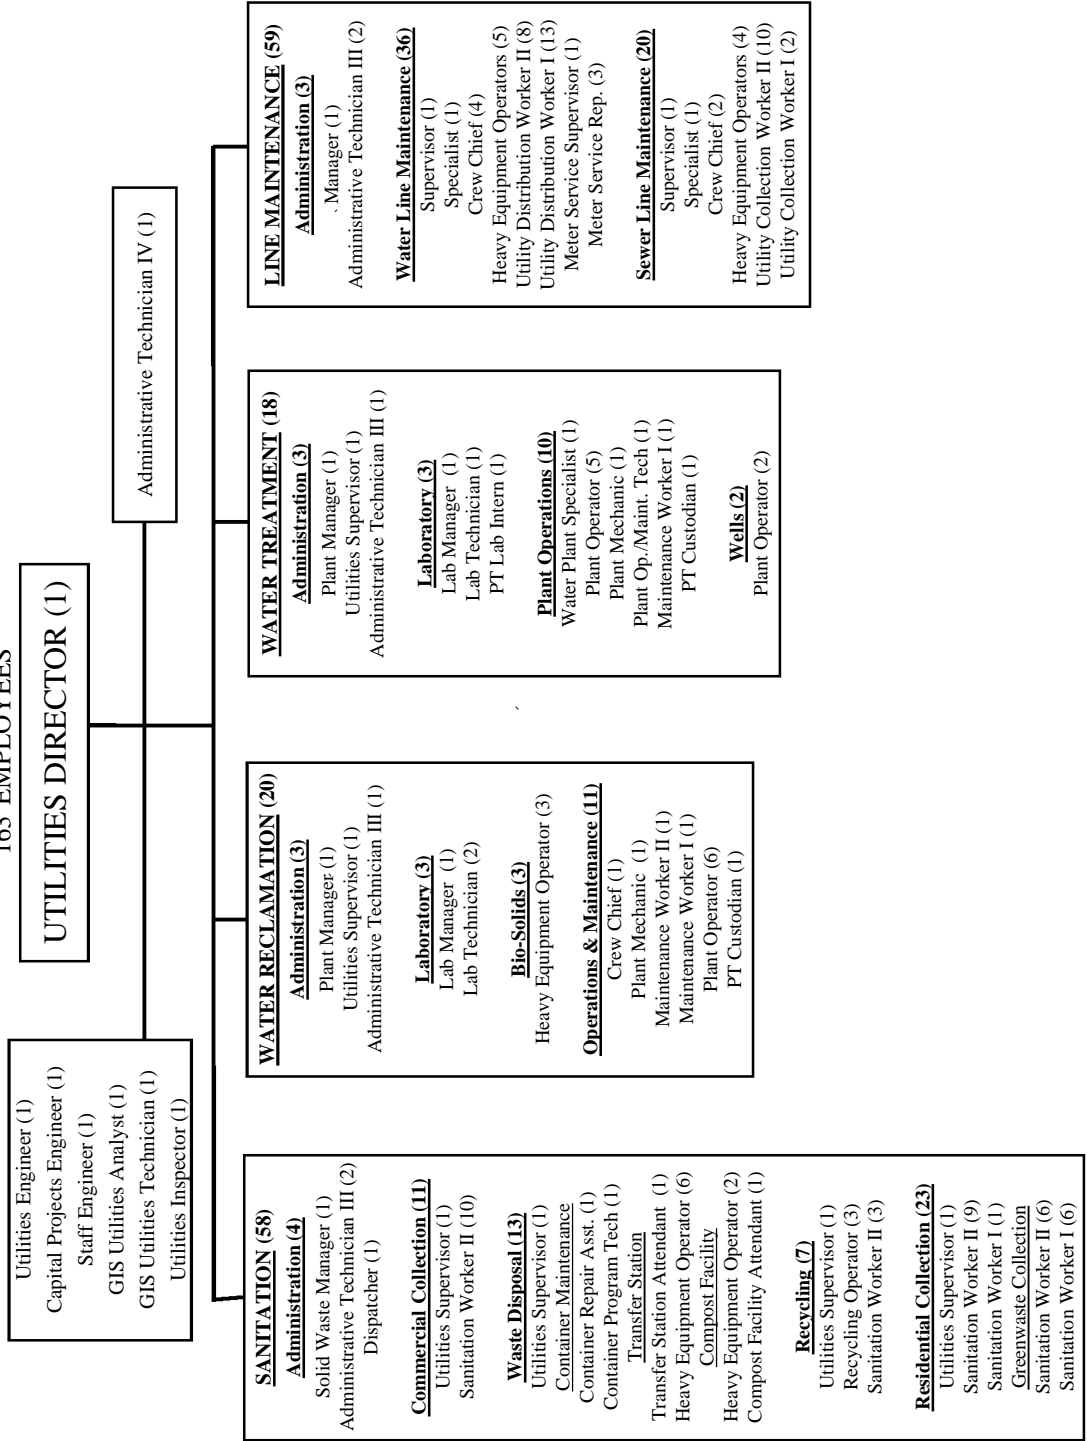 163 EMPLOYEES
UTILITIES DIRECTOR (1)
Utilities Engineer (1)
Capital Projects Engineer (1)
Staff Engineer (1)
GIS Utilities Analyst (1)
GIS Utilities Technician (1)
Utilities Inspector (1)
Administrative Technician IV (1)
SANITATION (58)
Administration (4)
Solid Waste Manager (1)
Administrative Technician III (2)
Dispatcher (1)
Commercial Collection (11)
Utilities Supervisor (1)
Sanitation Worker II (10)
Waste Disposal (13)
Utilities Supervisor (1)
Container Maintenance
Container Repair Asst. (1)
Container Program Tech (1)
Transfer Station
Transfer Station Attendant (1)
Heavy Equipment Operator (6)
Compost Facility
Heavy Equipment Operator (2)
Compost Facility Attendant (1)
Recycling (7)
Utilities Supervisor (1)
Recycling Operator (3)
Sanitation Worker II (3)
Residential Collection (23)
Utilities Supervisor (1)
Sanitation Worker II (9)
Sanitation Worker I (1)
Greenwaste Collection
Sanitation Worker II (6)
Sanitation Worker I (6)
WATER RECLAMATION (20)
Administration (3)
Plant Manager (1)
Utilities Supervisor (1)
Administrative Technician III (1)
Laboratory (3)
Lab Manager (1)
Lab Technician (2)
Bio-Solids (3)
Heavy Equipment Operator (3)
Operations & Maintenance (11)
Crew Chief (1)
Plant Mechanic (1)
Maintenance Worker II (1)
Maintenance Worker I (1)
Plant Operator (6)
PT Custodian (1)
WATER TREATMENT (18)
Administration (3)
Plant Manager (1)
Utilities Supervisor (1)
Administrative Technician III (1)
Laboratory (3)
Lab Manager (1)
Lab Technician (1)
PT Lab Intern (1)
Plant Operations (10)
Water Plant Specialist (1)
Plant Operator (5)
Plant Mechanic (1)
Plant Op./Maint. Tech (1)
Maintenance Worker I (1)
PT Custodian (1)
Wells (2)
Plant Operator (2)
LINE MAINTENANCE (59)
Administration (3)
Manager (1)
Administrative Technician III (2)
Water Line Maintenance (36)
Supervisor (1)
Specialist (1)
Crew Chief (4)
Heavy Equipment Operators (5)
Utility Distribution Worker II (8)
Utility Distribution Worker I (13)
Meter Service Supervisor (1)
Meter Service Rep. (3)
Sewer Line Maintenance (20)
Supervisor (1)
Specialist (1)
Crew Chief (2)
Heavy Equipment Operators (4)
Utility Collection Worker II (10)
Utility Collection Worker I (2)